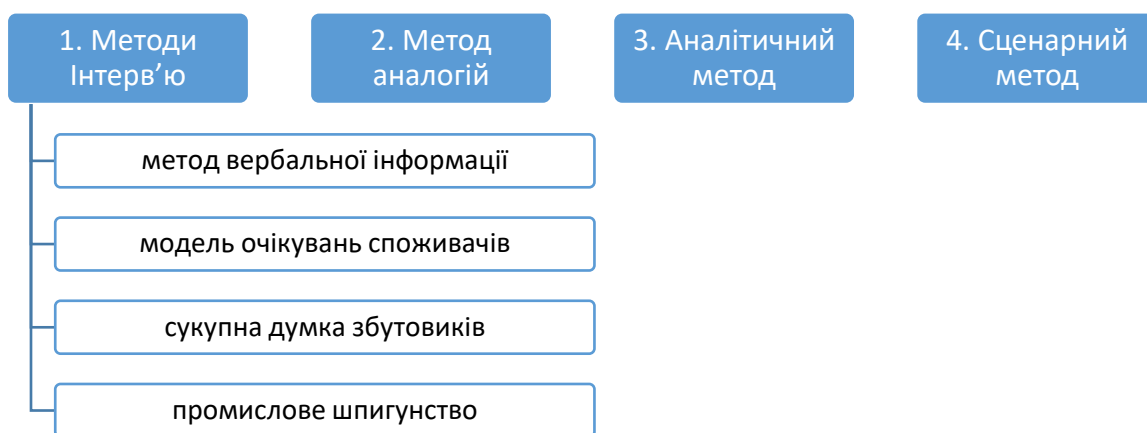 1. Методи
Інтерв’ю
2. Метод
аналогій
3. Аналітичний
метод
4. Сценарний
метод
метод вербальної інформації
модель очікувань споживачів
сукупна думка збутовиків
промислове шпигунство